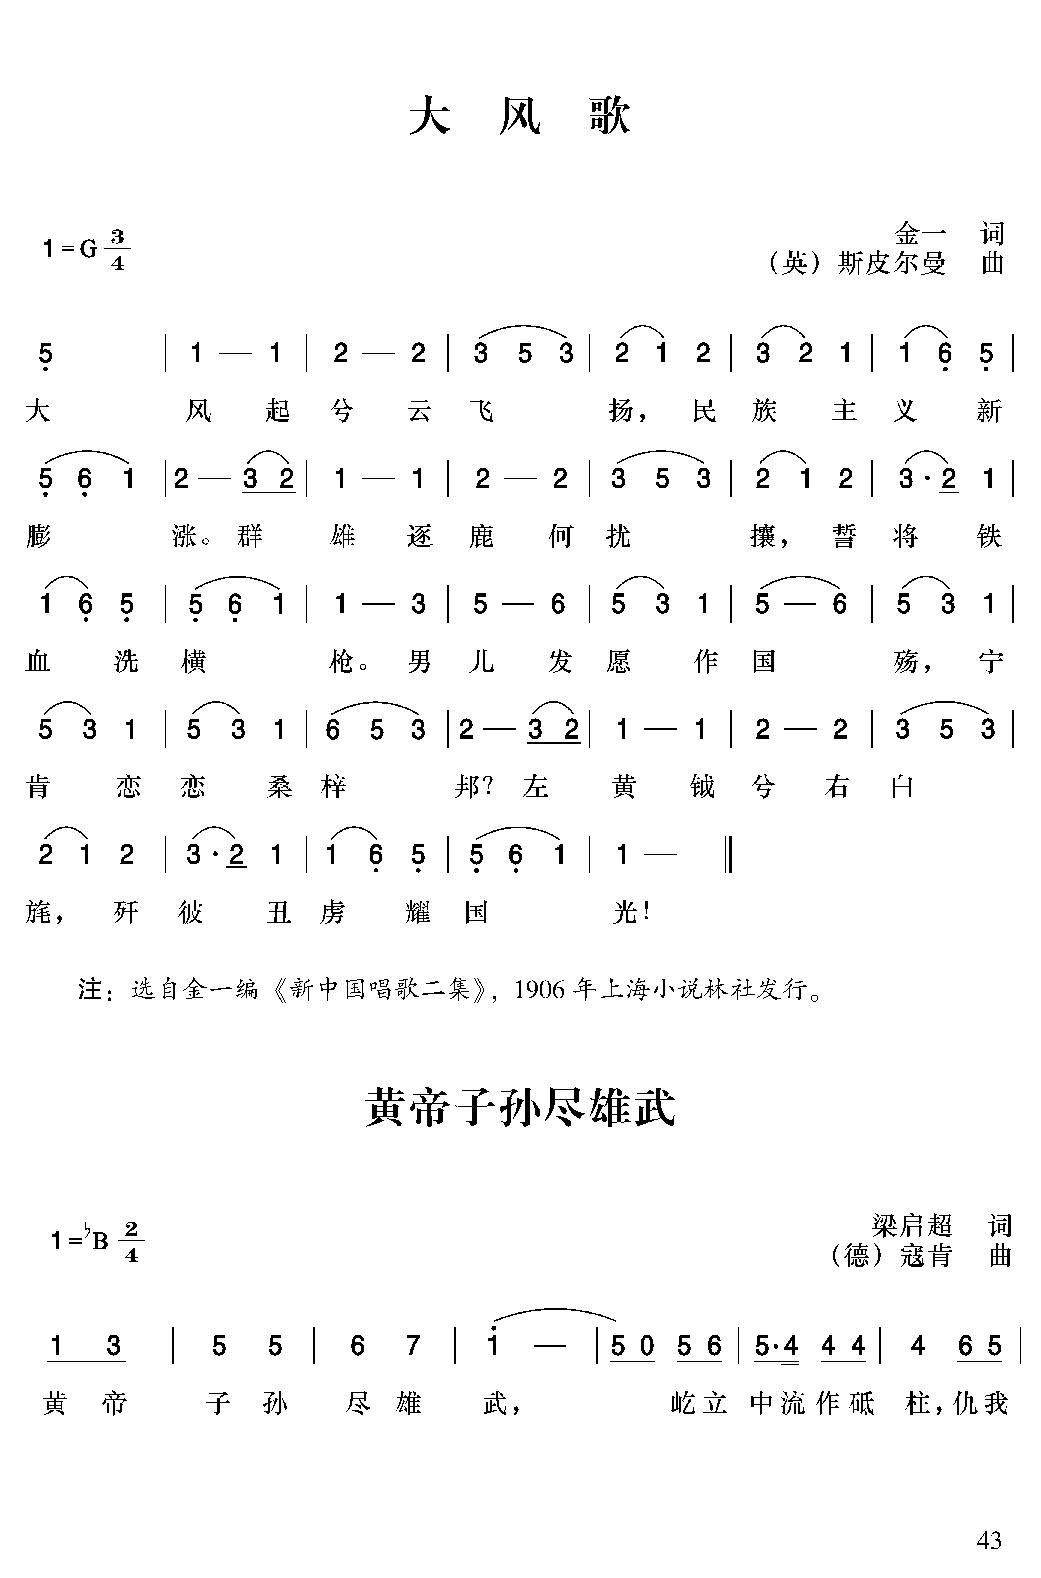 大 风 歌
1=G 3/4
金一 词
（英）斯皮尔曼 曲
5̣ | 1 — 1 | 2 — 2 | 3 5 3 | 2 1 2 | 3 2 1 | 1 6̣ 5̣ |
大 风 起 兮 云 飞 扬， 民 族 主 义 新
5̣ 6̣ 1 | 2 — 3 2 | 1 — 1 | 2 — 2 | 3 5 3 | 2 1 2 | 3 · 2 1 |
膨 涨。 群 雄 逐 鹿 何 扰 攘， 誓 将 铁
1 6̣ 5̣ | 5̣ 6̣ 1 | 1 — 3 | 5 — 6 | 5 3 1 | 5 — 6 | 5 3 1 |
血 洗 横 枪。 男 儿 发 愿 作 国 殇， 宁
5 3 1 | 5 3 1 | 6 5 3 | 2 — 3 2 | 1 — 1 | 2 — 2 | 3 5 3 |
肯 恋 恋 桑 梓 邦？ 左 黄 钺 兮 右 白
2 1 2 | 3 · 2 1 | 1 6̣ 5̣ | 5̣ 6̣ 1 | 1 — ‖
旄， 歼 彼 丑 虏 耀 国 光！
注：选自金一编《新中国唱歌二集》，1906 年上海小说林社发行。
黄帝子孙尽雄武
1=♭B 2/4
梁启超 词
（德）寇肯 曲
1 3 | 5 5 | 6 7 | 1̇ — | 5 0 5 6 | 5·4 4 4 | 4 6 5 |
黄 帝 子 孙 尽 雄 武， 屹 立 中 流 作 砥 柱，仇 我
43